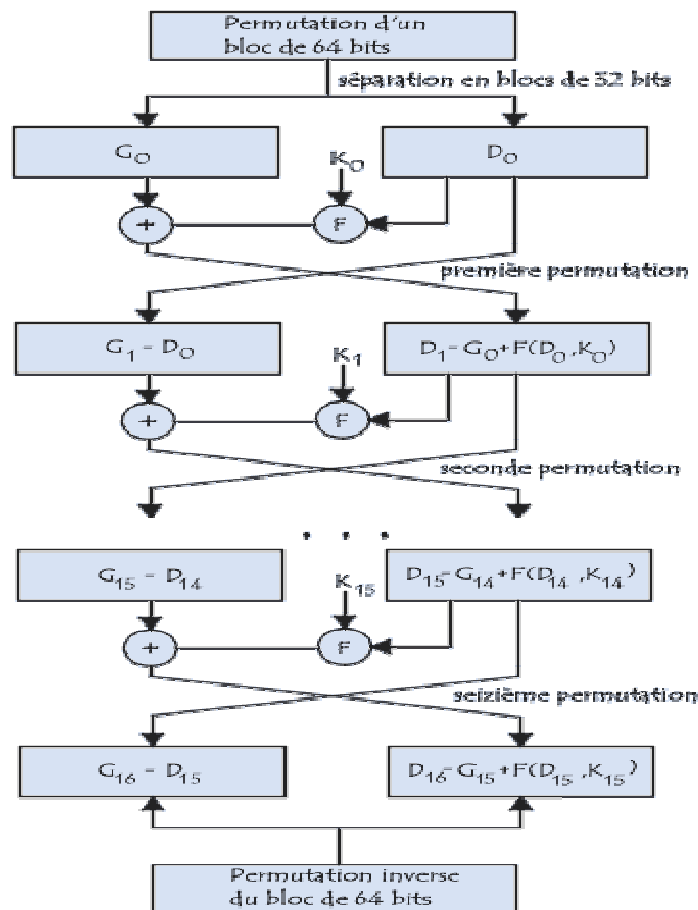 Permutation d'un
bloc de 64 bits
séparation en blocs de 32 bits
G0
K0
D0
+
F
première permutation
G1 - D0
K1
D1-G0+F(D0,K0)
+
F
seconde permutation
. . .
G15 - D14
K15
D15-G14+F(D14,K14)
+
F
seizième permutation
G16 - D15
D16-G15+F(D15,K15)
Permutation inverse
du bloc de 64 bits